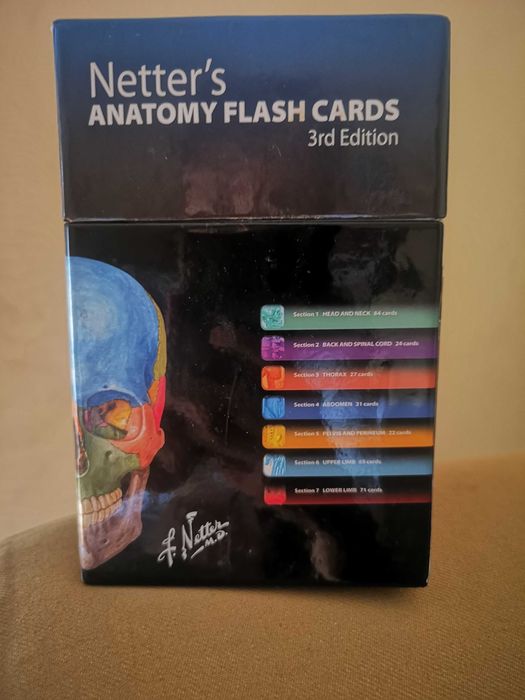 Netter's
ANATOMY FLASH CARDS
3rd Edition
Section 1 HEAD AND NECK 64 cards
Section 2 BACK AND SPINAL CORD 24 cards
Section 3 THORAX 27 cards
Section 4 ABDOMEN 31 cards
Section 5 PELVIS AND PERINEUM 22 cards
Section 6 UPPER LIMB cards
Section 7 LOWER LIMB 71 cards
F. Netter
M.D.